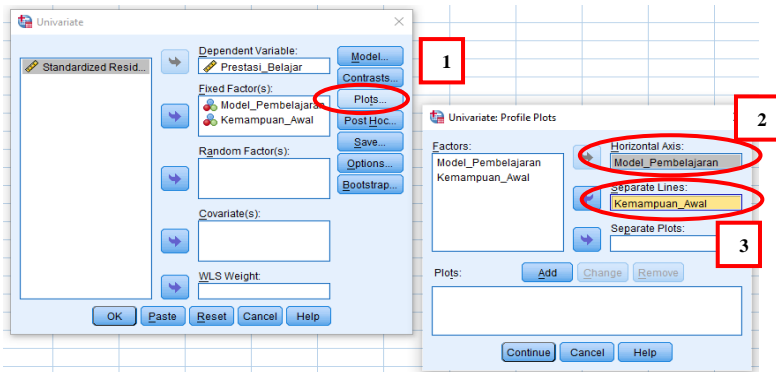 Univariate
Standardized Resid...
Dependent Variable:
Prestasi_Belajar
Fixed Factor(s):
Model_Pembelajaran
Kemampuan_Awal
Random Factor(s):
Covariate(s):
WLS Weight:
Model...
Contrasts...
Plots...
Post Hoc...
Save...
Options...
Bootstrap...
OK
Paste
Reset
Cancel
Help
1
Univariate: Profile Plots
2
Factors:
Model_Pembelajaran
Kemampuan_Awal
Horizontal Axis:
Model_Pembelajaran
Separate Lines:
Kemampuan_Awal
Separate Plots:
3
Plots:
Add
Change
Remove
Continue
Cancel
Help